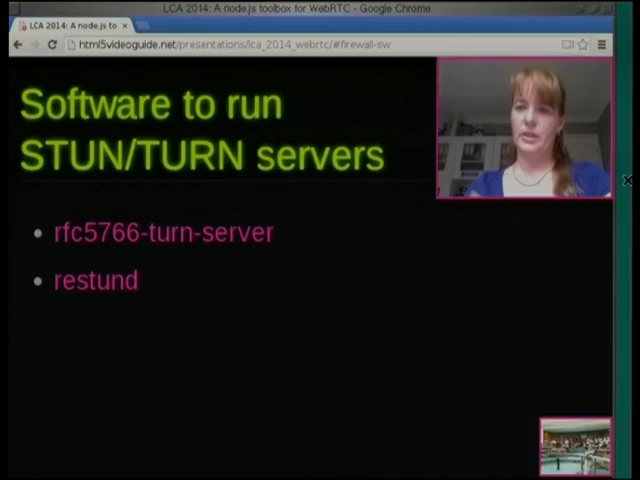 LCA 2014: A node.js toolbox for WebRTC - Google Chrome
LCA 2014: A node.js to ×
html5videoguide.net/presentations/lca_2014_webrtc/#firewall-sw
Software to run
STUN/TURN servers
• rfc5766-turn-server
• restund